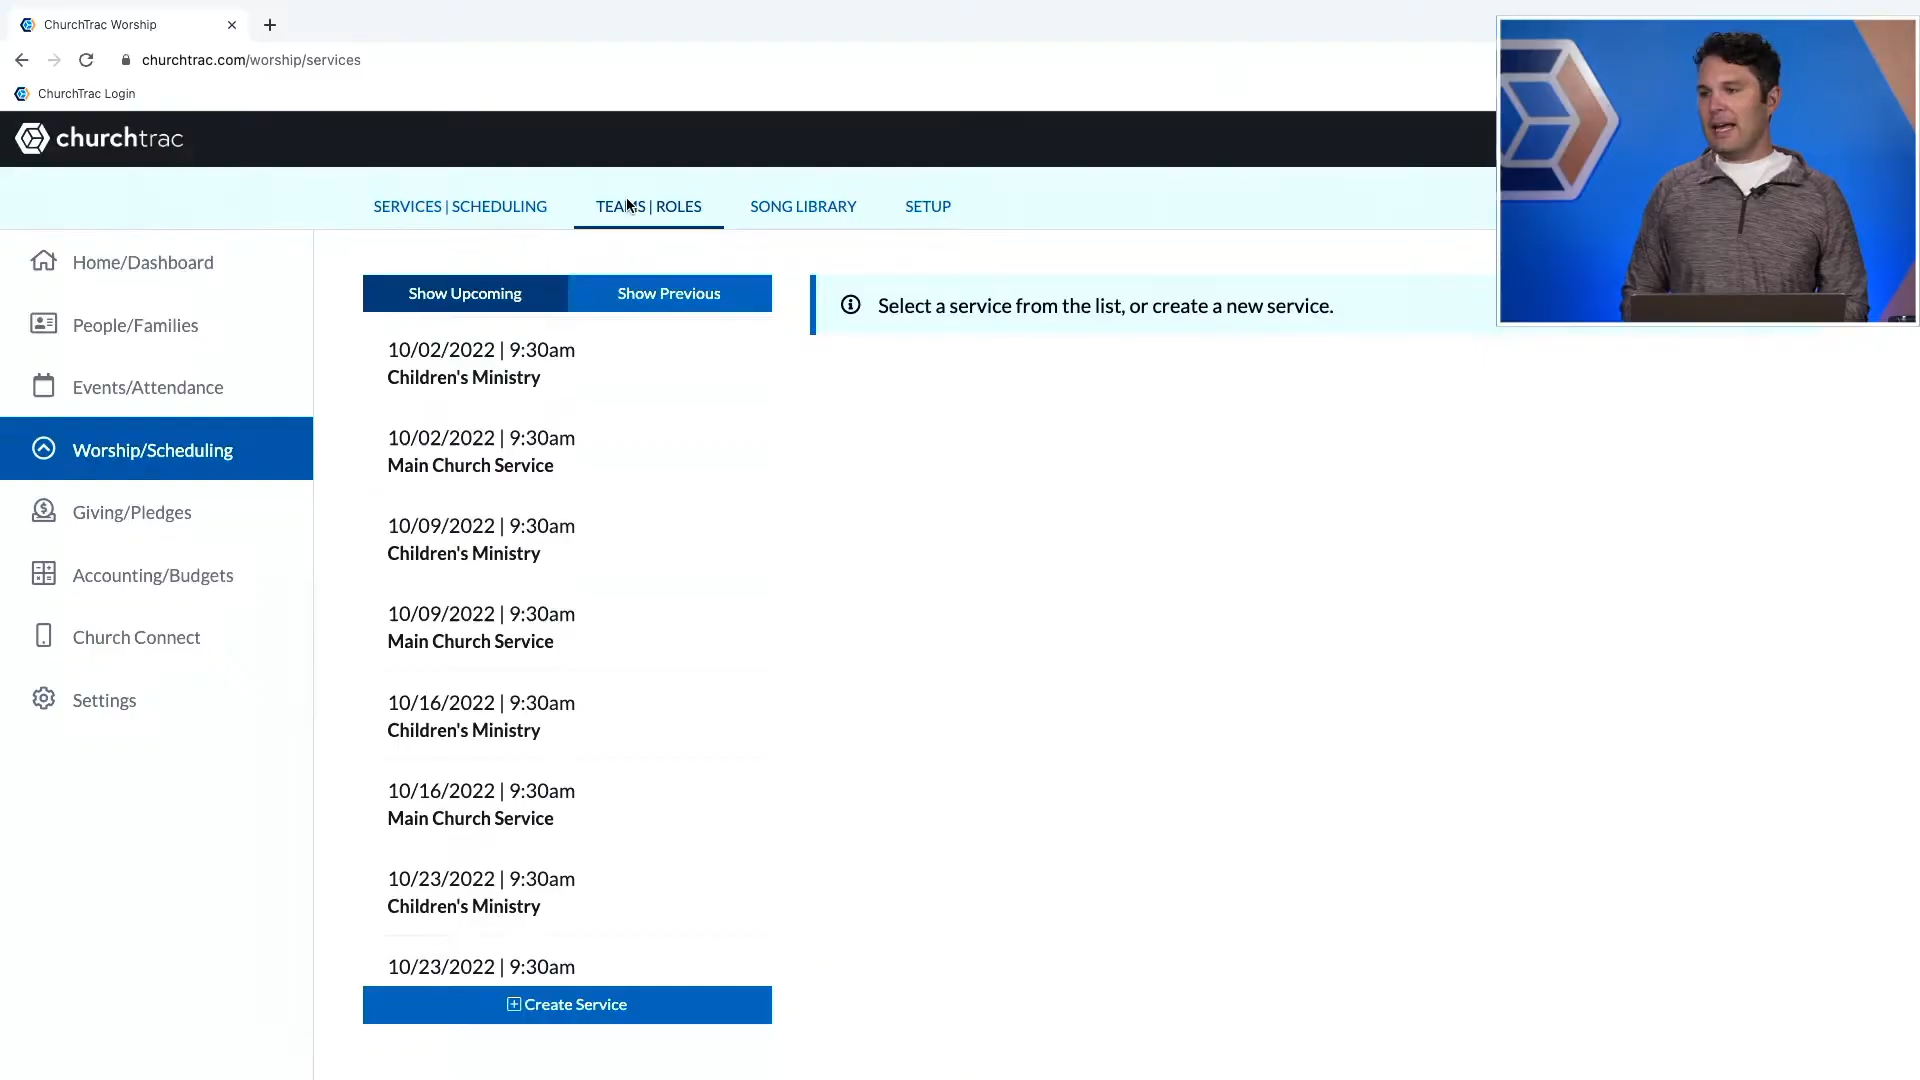 ChurchTrac Worship
churchtrac.com/worship/services
ChurchTrac Login
churchtrac
SERVICES | SCHEDULING TEAMS | ROLES SONG LIBRARY SETUP
Home/Dashboard
People/Families
Events/Attendance
Worship/Scheduling
Giving/Pledges
Accounting/Budgets
Church Connect
Settings
Show Upcoming Show Previous
10/02/2022 | 9:30am
Children's Ministry
10/02/2022 | 9:30am
Main Church Service
10/09/2022 | 9:30am
Children's Ministry
10/09/2022 | 9:30am
Main Church Service
10/16/2022 | 9:30am
Children's Ministry
10/16/2022 | 9:30am
Main Church Service
10/23/2022 | 9:30am
Children's Ministry
10/23/2022 | 9:30am
Create Service
Select a service from the list, or create a new service.